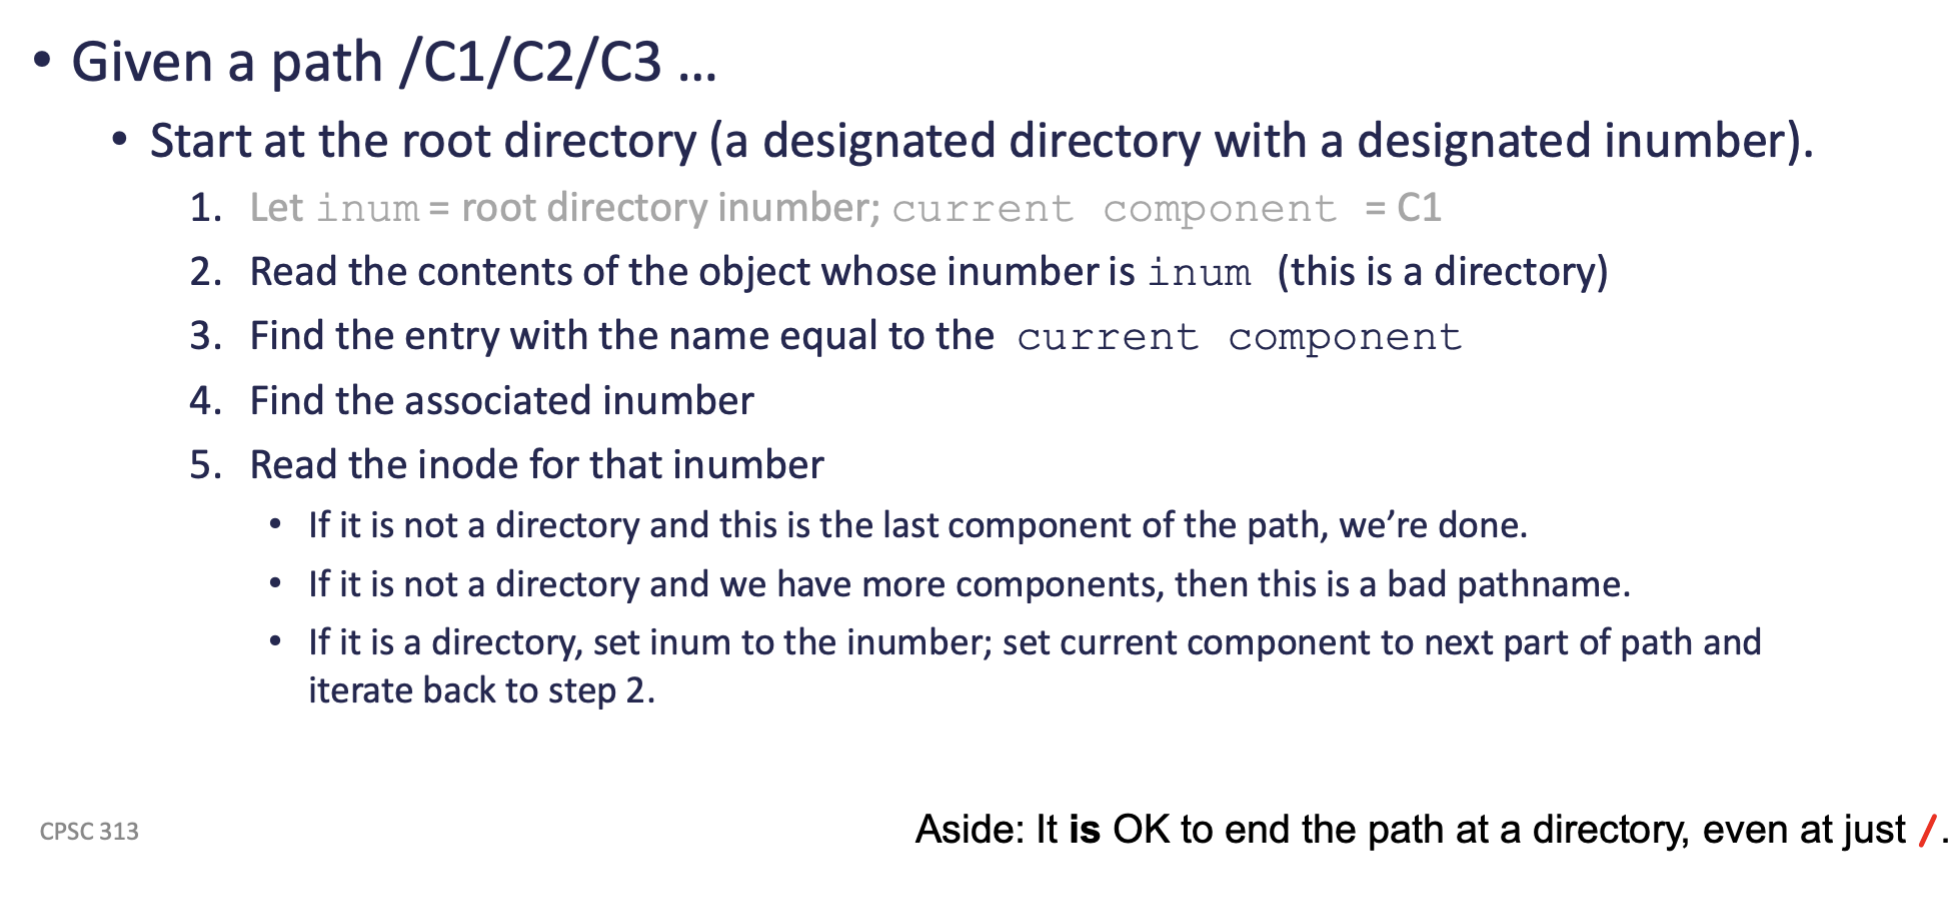 • Given a path /C1/C2/C3 ...
• Start at the root directory (a designated directory with a designated inumber).
1. Let inum = root directory inumber; current component = C1
2. Read the contents of the object whose inumber is inum (this is a directory)
3. Find the entry with the name equal to the current component
4. Find the associated inumber
5. Read the inode for that inumber
• If it is not a directory and this is the last component of the path, we’re done.
• If it is not a directory and we have more components, then this is a bad pathname.
• If it is a directory, set inum to the inumber; set current component to next part of path and
iterate back to step 2.
CPSC 313
Aside: It is OK to end the path at a directory, even at just /.